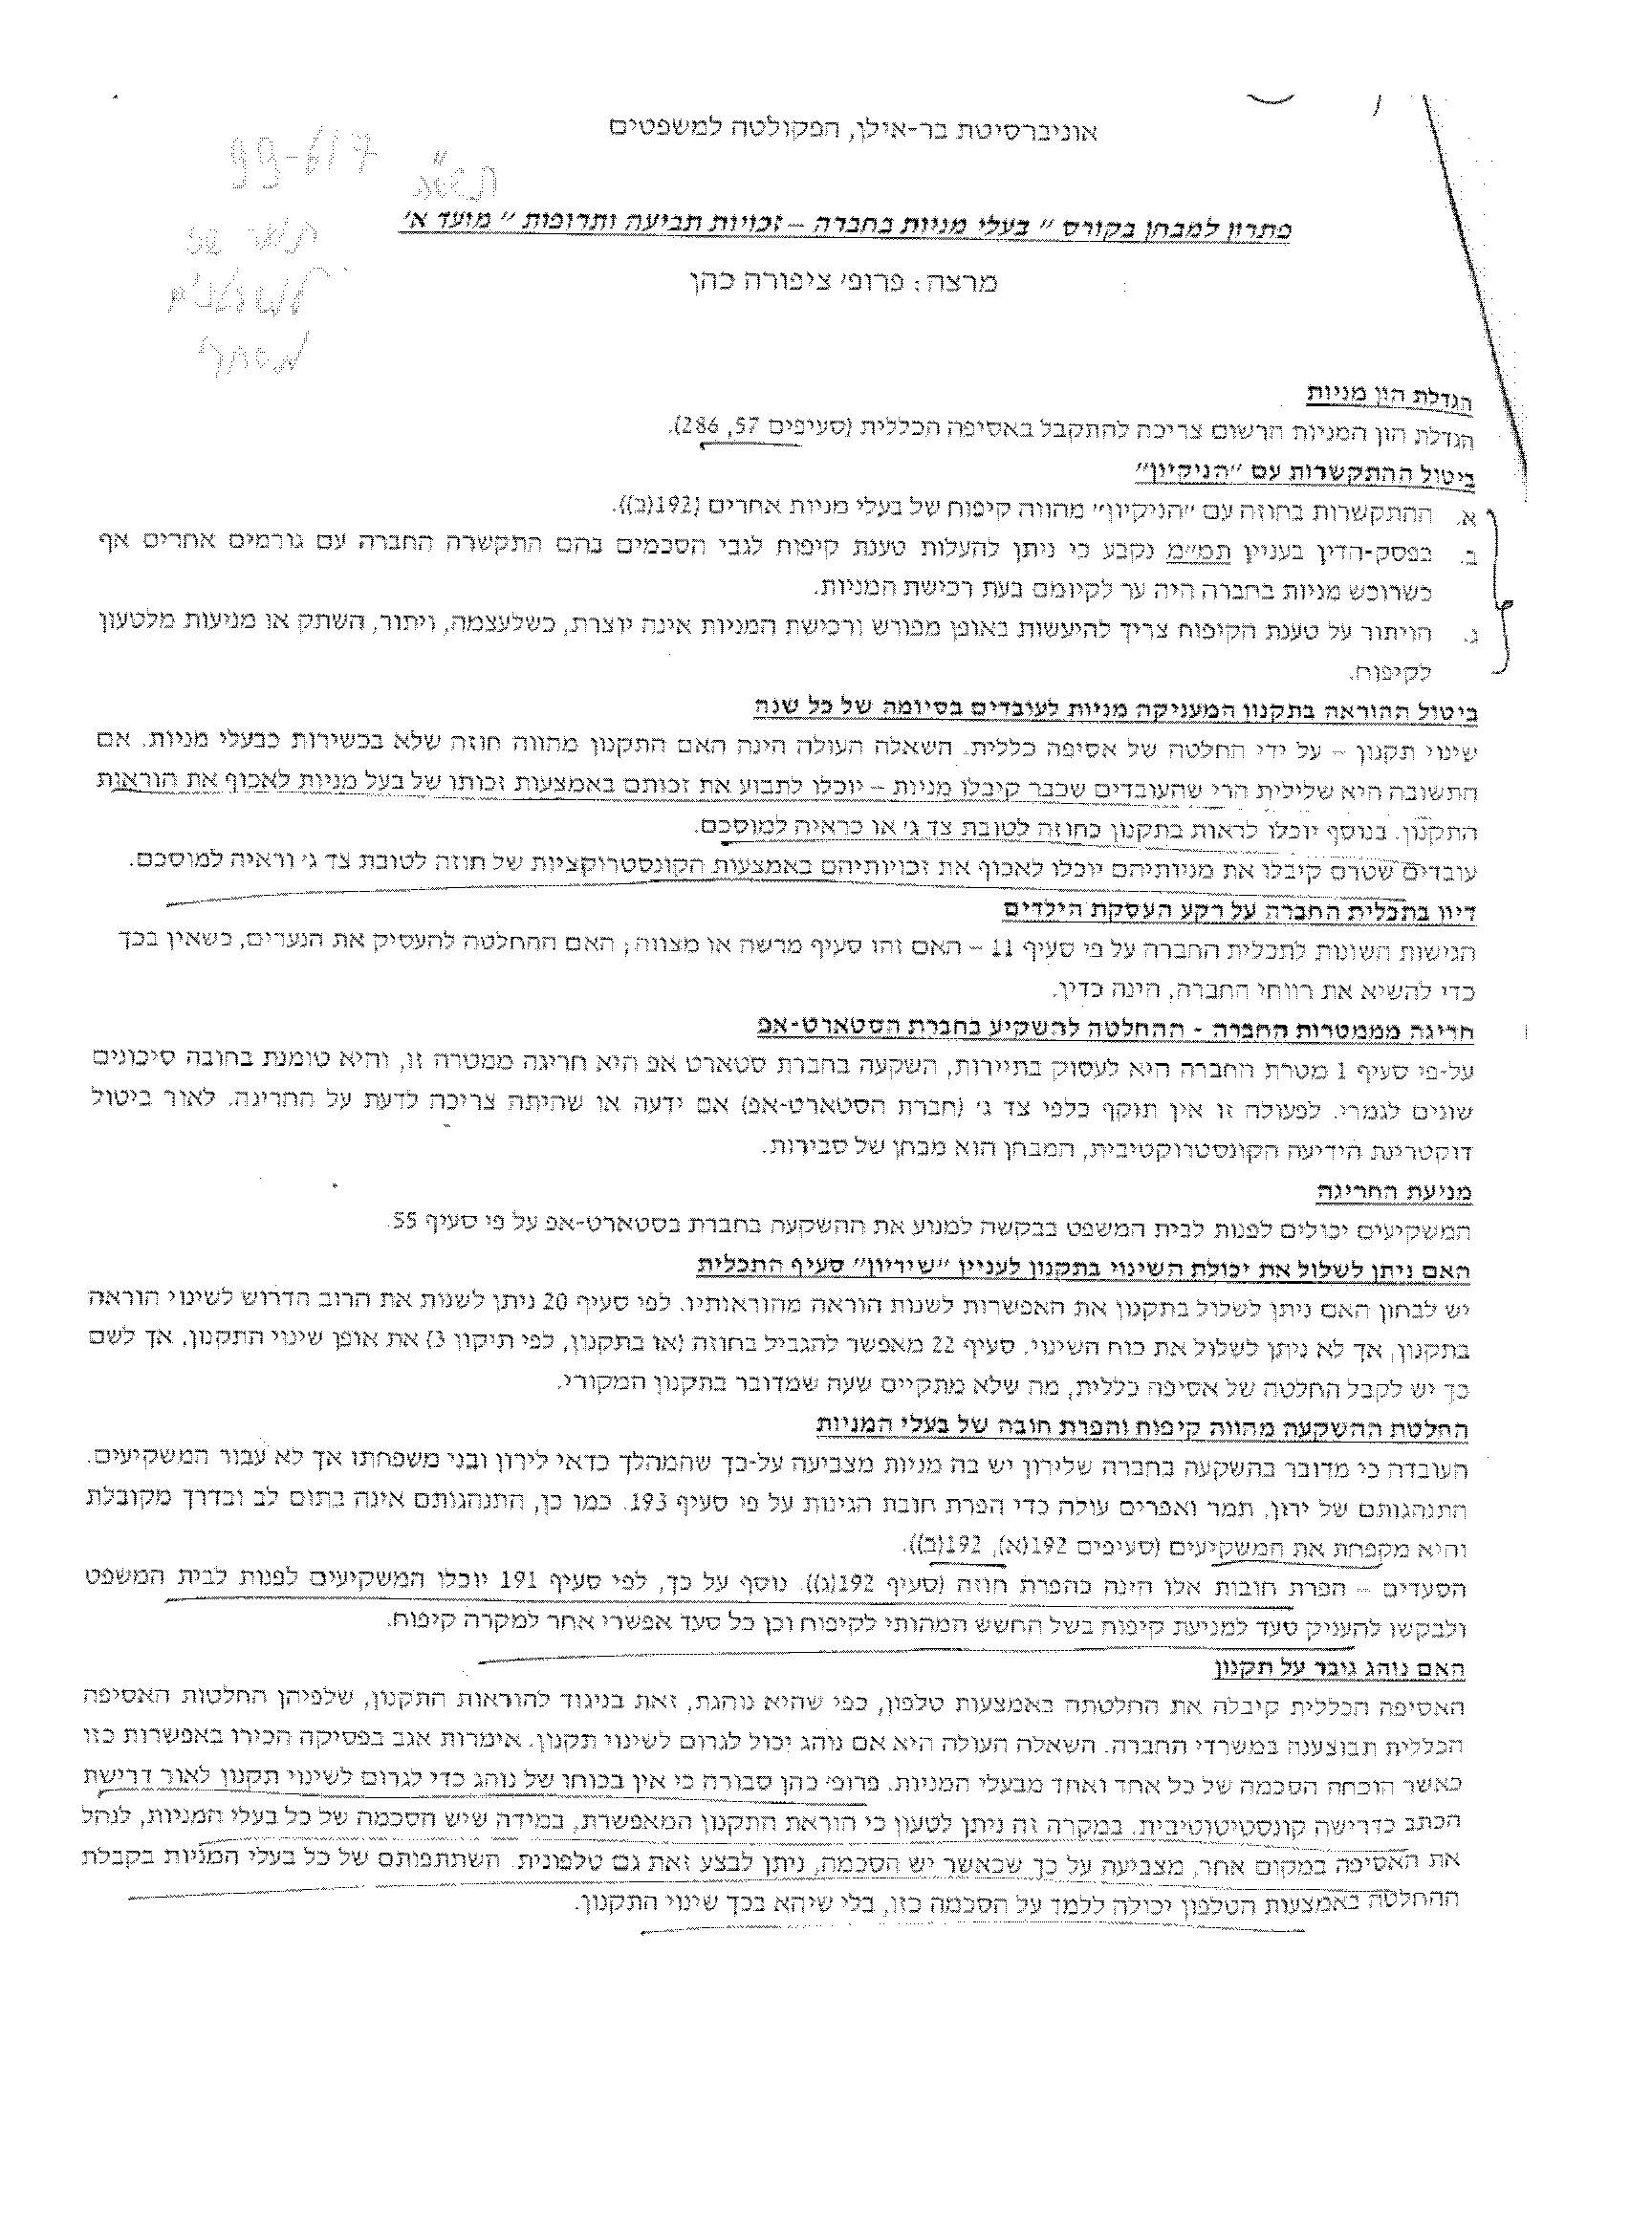 אוניברסיטת בר-אילן, הפקולטה למשפטים
פתרון למבחן בקורס "בעלי מניות בחברה – זכויות תביעה ותרופות" מועד א'
מרצה: פרופ' ציפורה כהן
הגדלת הון מניות
הגדלת הון המניות הרשום צריכה להתקבל באסיפה הכללית (סעיפים 57, 286).
ביטול ההתקשרות עם "הניקיון"
א. ההתקשרות בחוזה עם "הניקיון" מהווה קיפוח של בעלי מניות אחרים (192(ב)).
ב. בפסק-הדין בעניין תמ"מ נקבע כי ניתן להעלות טענת קיפוח לגבי הסכמים בהם התקשרה החברה עם גורמים אחרים אף
כשרוכש מניות בחברה היה ער לקיומם בעת רכישת המניות.
ג. הויתור על טענת הקיפוח צריך להיעשות באופן מפורש ורכישת המניות אינה יוצרת, כשלעצמה, ויתור, השתק או מניעות מלטעון
לקיפוח.
ביטול ההוראה בתקנון המעניקה מניות לעובדים בסיומה של כל שנה
שינוי תקנון – על ידי החלטה של אסיפה כללית. השאלה העולה הינה האם התקנון מהווה חוזה שלא בכשירות כבעלי מניות. אם
התשובה היא שלילית הרי שהעובדים שכבר קיבלו מניות – יוכלו לתבוע את זכותם באמצעות זכותו של בעל מניות לאכוף את הוראות
התקנון. בנוסף יוכלו לראות בתקנון כחוזה לטובת צד ג' או כראיה למוסכם.
עובדים שטרם קיבלו את מניותיהם יוכלו לאכוף את זכויותיהם באמצעות הקונסטרוקציות של חוזה לטובת צד ג' וראיה למוסכם.
דיון בתכלית החברה על רקע העסקת הילדים
הגישות השונות לתכלית החברה על פי סעיף 11 – האם זהו סעיף מרשה או מצווה; האם ההחלטה להעסיק את הנערים, כשאין בכך
כדי להשיא את רווחי החברה, הינה כדין.
חריגה מממטרות החברה - ההחלטה להשקיע בחברת הסטארט-אפ
על-פי סעיף 1 מטרת החברה היא לעסוק בתיירות, השקעה בחברת סטארט אפ היא חריגה ממטרה זו, והיא טומנת בחובה סיכונים
שונים לגמרי. לפעולה זו אין תוקף כלפי צד ג' (חברת הסטארט-אפ) אם ידעה או שהיתה צריכה לדעת על החריגה. לאור ביטול
דוקטרינת הידיעה הקונסטרוקטיבית, המבחן הוא מבחן של סבירות.
מניעת החריגה
המשקיעים יכולים לפנות לבית המשפט בבקשה למנוע את ההשקעה בחברת בסטארט-אפ על פי סעיף 55
האם ניתן לשלול את יכולת השינוי בתקנון לעניין "שיריון" סעיף התכלית
יש לבחון האם ניתן לשלול בתקנון את האפשרות לשנות הוראה מהוראותיו. לפי סעיף 20 ניתן לשנות את הרוב הדרוש לשינוי הוראה
בתקנון, אך לא ניתן לשלול את כוח השינוי. סעיף 22 מאפשר להגביל בחוזה (או בתקנון, לפי תיקון 3) את אופן שינוי התקנון, אך לשם
כך יש לקבל החלטה של אסיפה כללית, מה שלא מתקיים שעה שמדובר בתקנון המקורי.
החלטת ההשקעה מהווה קיפוח והפרת חובה של בעלי המניות
העובדה כי מדובר בהשקעה בחברה שלירון יש בה מניות מצביעה על-כך שהמהלך כדאי לירון ובני משפחתו אך לא עבור המשקיעים.
התנהגותם של ירון, תמר ואפרים עולה כדי הפרת חובת הגינות על פי סעיף 193. כמו כן, התנהגותם אינה בתום לב ובדרך מקובלת
והיא מקפחת את המשקיעים (סעיפים 192(א), 192(ב)).
הסעדים – הפרת חובות אלו הינה כהפרת חוזה (סעיף 192(ג)). נוסף על כך, לפי סעיף 191 יוכלו המשקיעים לפנות לבית המשפט
ולבקשו להעניק סעד למניעת קיפוח בשל החשש המהותי לקיפוח וכן כל סעד אפשרי אחר למקרה קיפוח.
האם נוהג גובר על תקנון
האסיפה הכללית קיבלה את החלטתה באמצעות טלפון, כפי שהיא נוהגת, זאת בניגוד להוראות התקנון, שלפיהן החלטות האסיפה
הכללית תבוצענה במשרדי החברה. השאלה העולה היא אם נוהג יכול לגרום לשינוי תקנון. אימרות אגב בפסיקה הכירו באפשרות כזו
כאשר הוכחה הסכמה של כל אחד ואחד מבעלי המניות. פרופ' כהן סבורה כי אין בכוחו של נוהג כדי לגרום לשינוי תקנון לאור דרישת
הכתב כדרישה קונסטיטוטיבית. במקרה זה ניתן לטעון כי הוראת התקנון המאפשרת, במידה שיש הסכמה של כל בעלי המניות, לנהל
את האסיפה במקום אחר, מצביעה על כך שכאשר יש הסכמה, ניתן לבצע זאת גם טלפונית. השתתפותם של כל בעלי המניות בקבלת
ההחלטה באמצעות הטלפון יכולה ללמד על הסכמה כזו, בלי שיהא בכך שינוי התקנון.